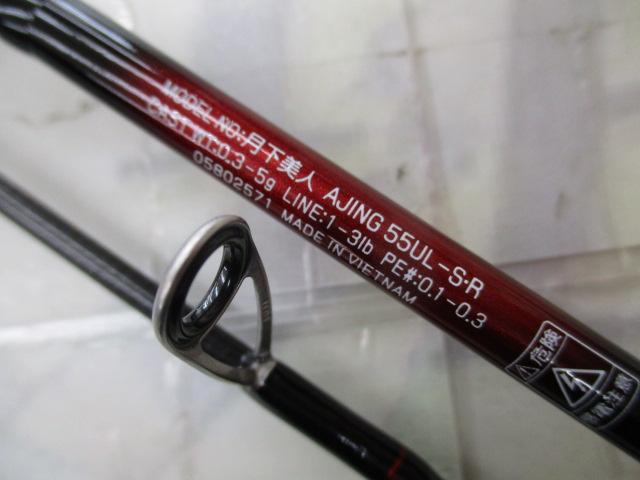 MODEL NO:月下美人 AJING 55UL-S・R
CAST WT:0.3-5g LINE:1-3lb PE#:0.1-0.3
05802571 MADE IN VIETNAM
危険
感電注意